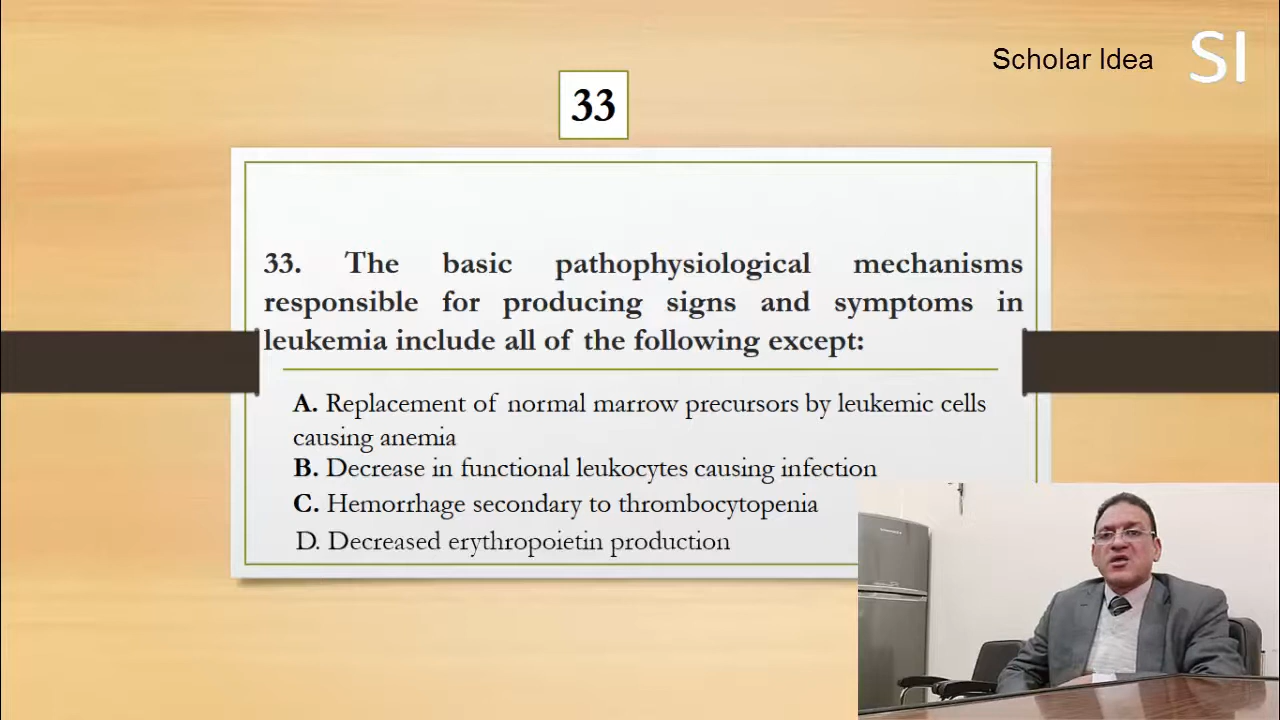 Scholar Idea SI
33
33. The basic pathophysiological mechanisms
responsible for producing signs and symptoms in
leukemia include all of the following except:
A. Replacement of normal marrow precursors by leukemic cells
causing anemia
B. Decrease in functional leukocytes causing infection
C. Hemorrhage secondary to thrombocytopenia
D. Decreased erythropoietin production